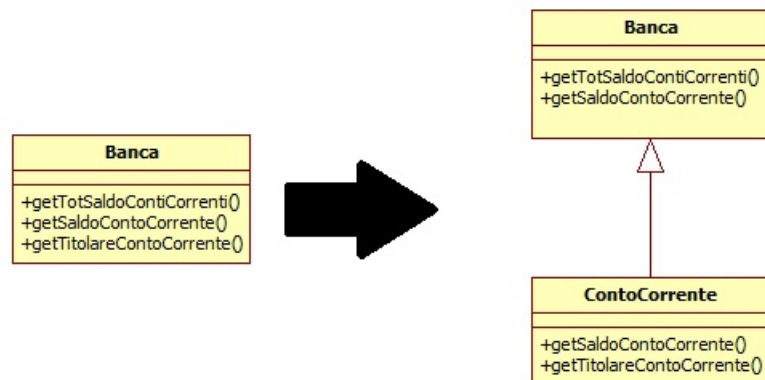 Banca
+getTotSaldoContiCorrenti()
+getSaldoContoCorrente()
+getTitolareContoCorrente()
Banca
+getTotSaldoContiCorrenti()
+getSaldoContoCorrente()
ContoCorrente
+getSaldoContoCorrente()
+getTitolareContoCorrente()